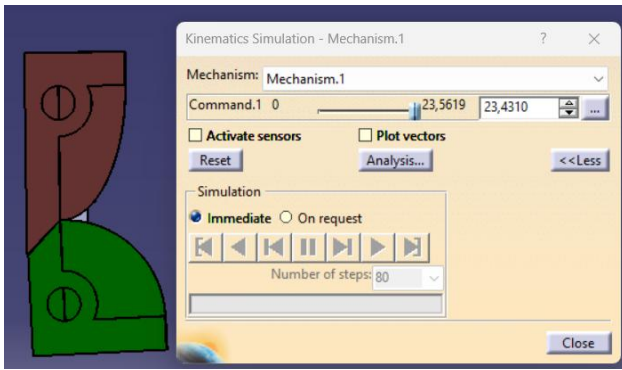 Kinematics Simulation - Mechanism.1 ?
Mechanism: Mechanism.1
Command.1 0 23,5619 23,4310 ...
Activate sensors Plot vectors
Reset Analysis... <<Less
Simulation
Immediate On request
Number of steps: 80
Close